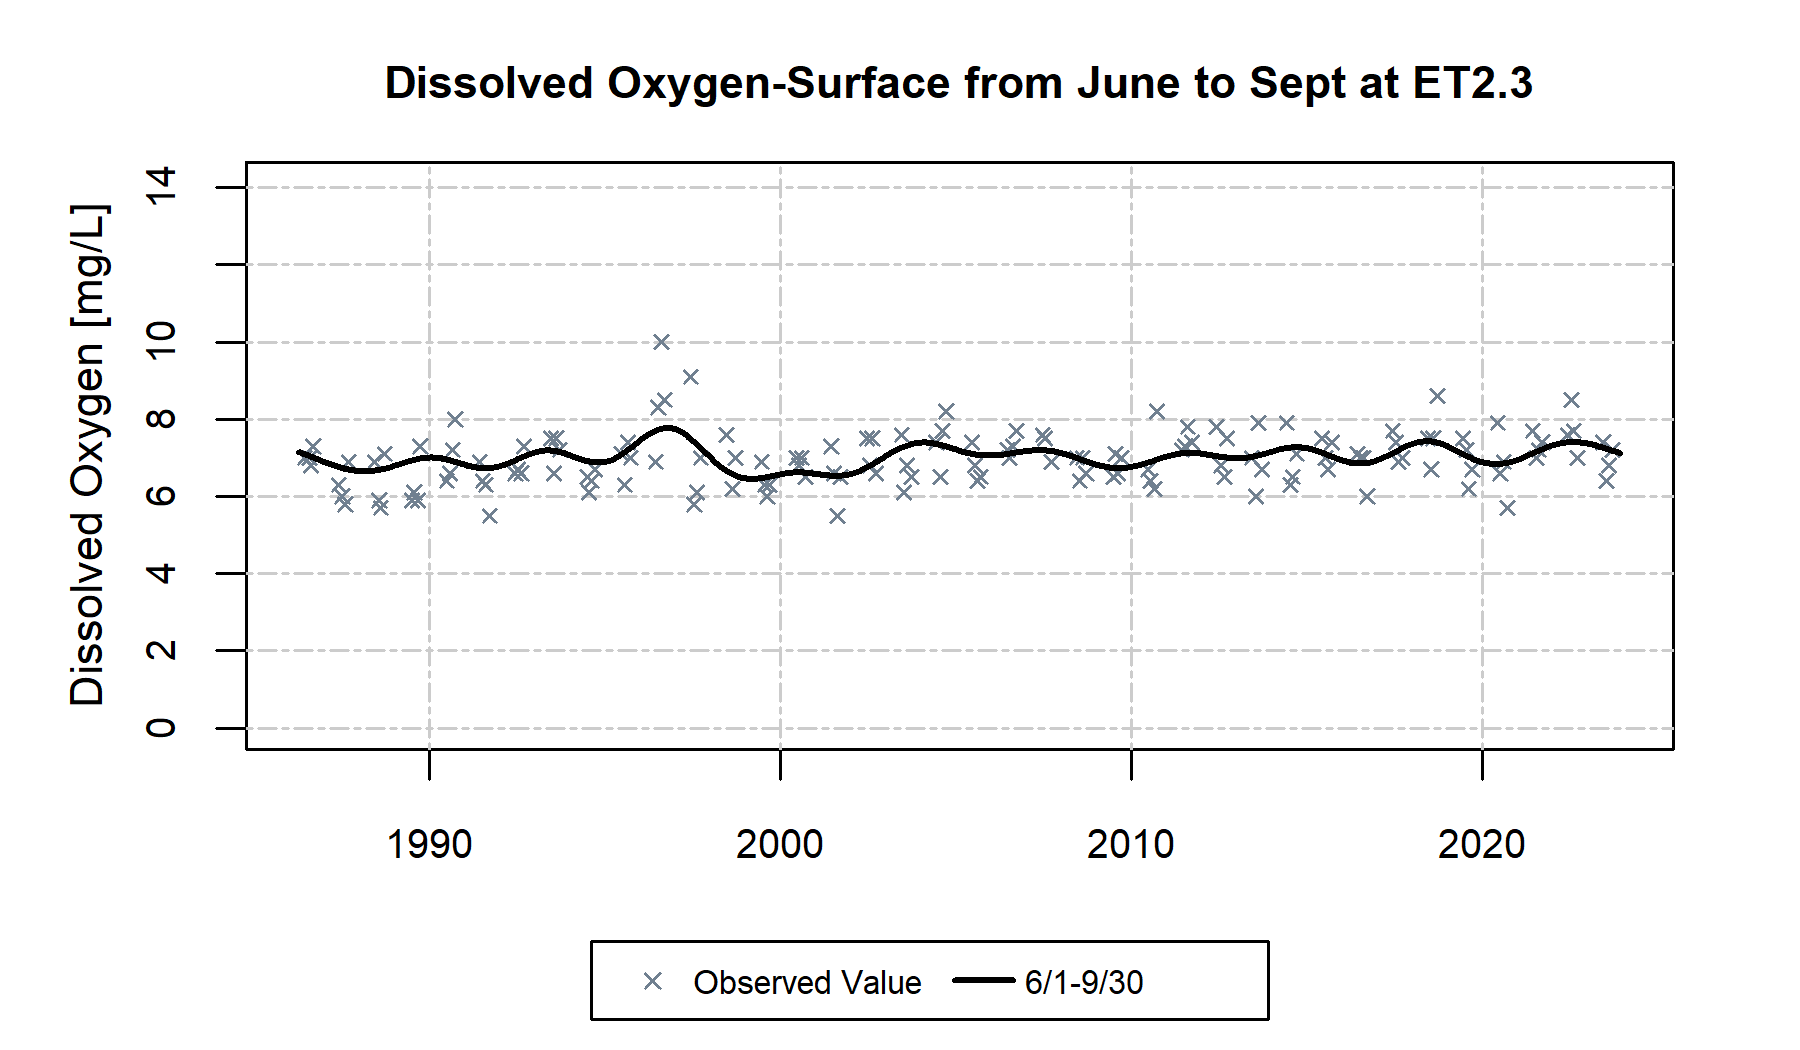 Dissolved Oxygen-Surface from June to Sept at ET2.3
Dissolved Oxygen [mg/L]
14
10
8
6
4
2
0
1990 2000 2010 2020
Observed Value 6/1-9/30